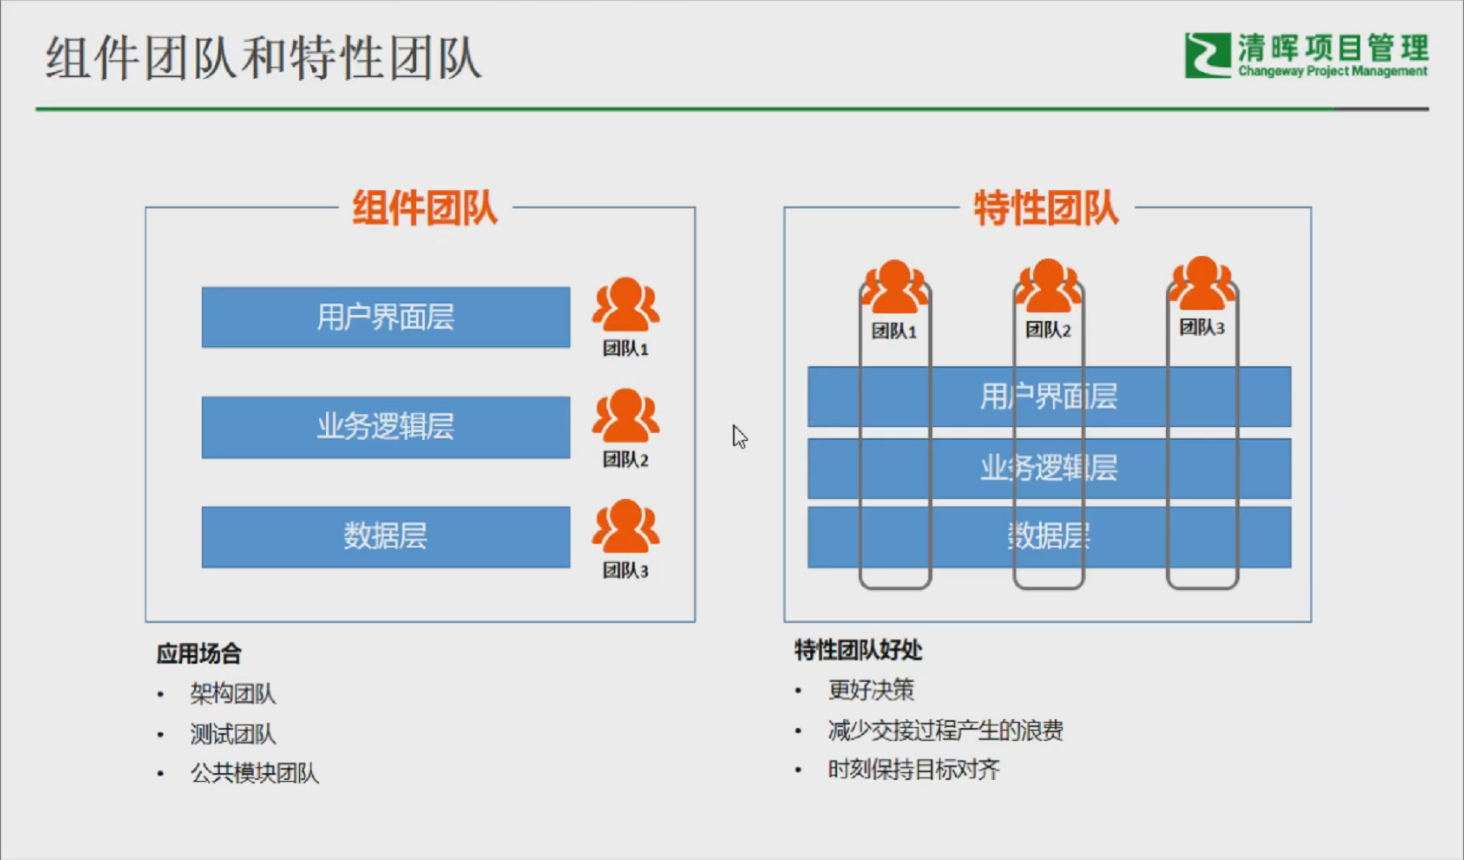 组件团队和特性团队
清晖项目管理
Changeway Project Management
组件团队
用户界面层
团队1
业务逻辑层
团队2
数据层
团队3
应用场合
• 架构团队
• 测试团队
• 公共模块团队
特性团队
团队1
团队2
团队3
用户界面层
业务逻辑层
数据层
特性团队好处
• 更好决策
• 减少交接过程产生的浪费
• 时刻保持目标对齐